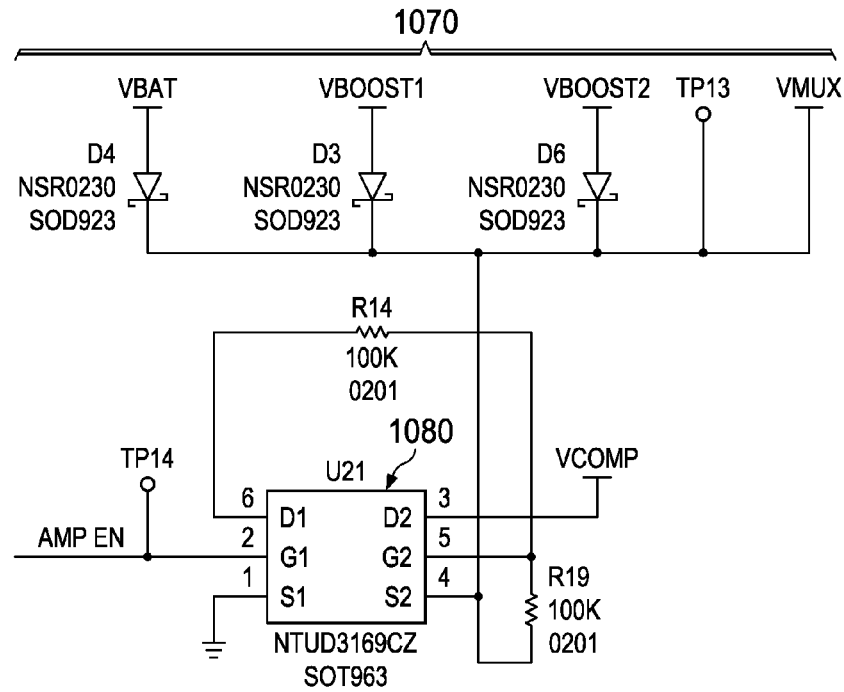 1070
VBAT
VBOOST1
VBOOST2
TP13
VMUX
D4
NSR0230
SOD923
D3
NSR0230
SOD923
D6
NSR0230
SOD923
R14
100K
0201
1080
TP14
U21
VCOMP
6
D1
D2
3
AMP EN
2
G1
G2
5
1
S1
S2
4
R19
100K
0201
NTUD3169CZ
SOT963